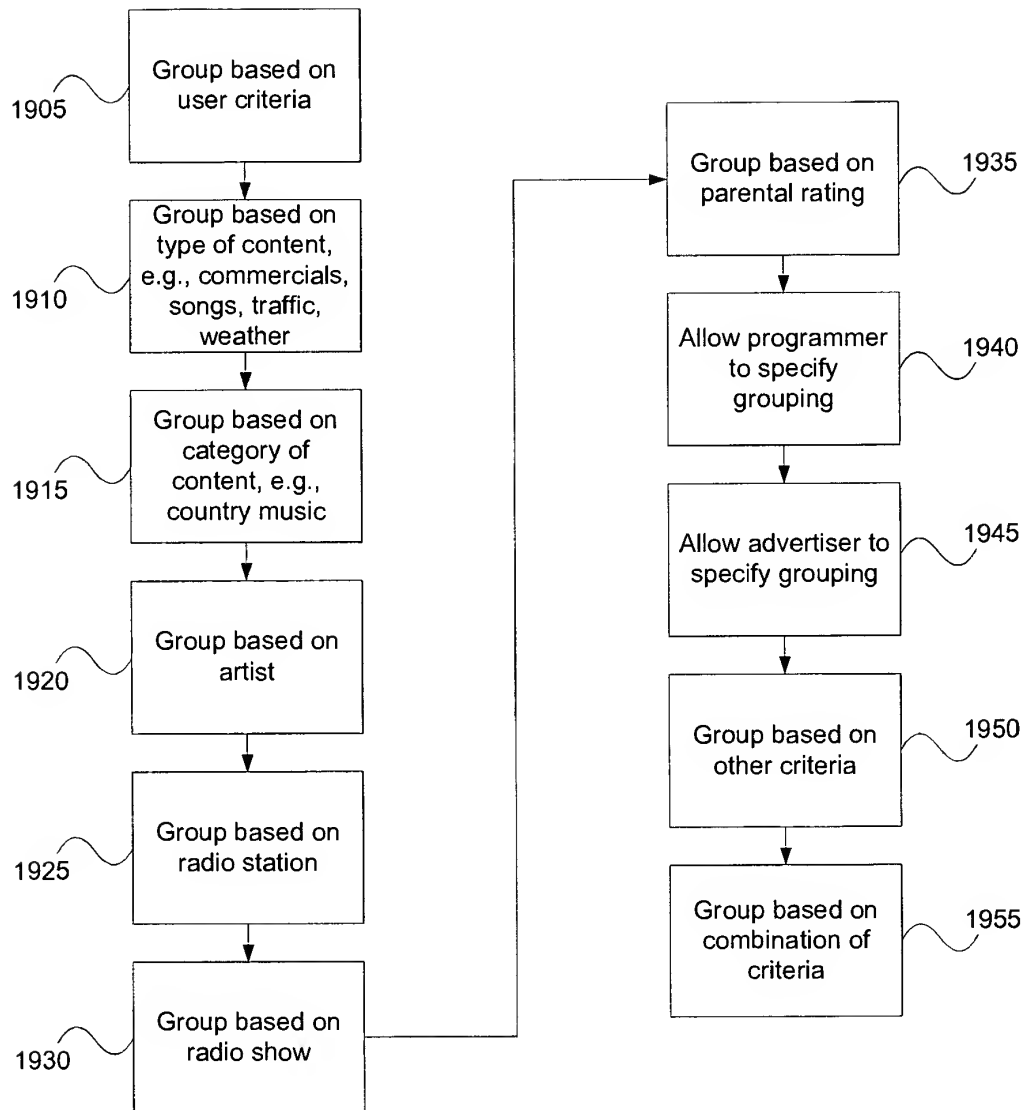 1905
Group based on
user criteria
1910
Group based on
type of content,
e.g., commercials,
songs, traffic,
weather
1915
Group based on
category of
content, e.g.,
country music
1920
Group based on
artist
1925
Group based on
radio station
1930
Group based on
radio show
Group based on
parental rating
1935
Allow programmer
to specify
grouping
1940
Allow advertiser to
specify grouping
1945
Group based on
other criteria
1950
Group based on
combination of
criteria
1955